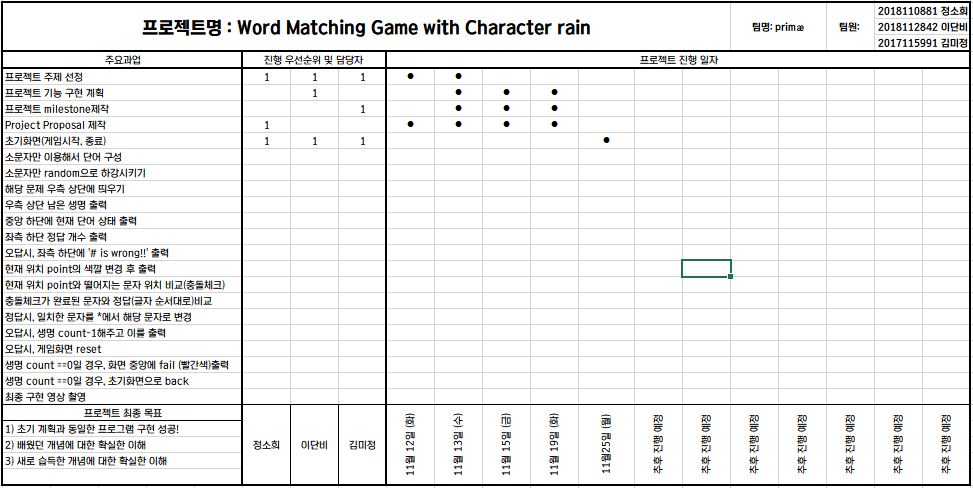 프로젝트명 : Word Matching Game with Character rain
팀명: primæ
팀원:
2018110881 정소희
2018112842 이단비
2017115991 김미정
주요과업 진행 우선순위 및 담당자 프로젝트 진행 일자
프로젝트 주제 선정 1 1 1 ● ●
프로젝트 기능 구현 계획 1 ● ● ●
프로젝트 milestone제작 1 ● ● ●
Project Proposal 제작 1 ● ● ● ●
초기화면(게임시작, 종료) 1 1 1 ●
소문자만 이용해서 단어 구성
소문자만 random으로 하강시키기
해당 문제 우측 상단에 띄우기
우측 상단 남은 생명 출력
중앙 하단에 현재 단어 상태 출력
좌측 하단 정답 개수 출력
오답시, 좌측 하단에 '# is wrong!!' 출력
현재 위치 point의 색깔 변경 후 출력
현재 위치 point와 떨어지는 문자 위치 비교(충돌체크)
충돌체크가 완료된 문자와 정답(글자 순서대로)비교
정답시, 일치한 문자를 *에서 해당 문자로 변경
오답시, 생명 count-1해주고 이를 출력
오답시, 게임화면 reset
생명 count ==0일 경우, 화면 중앙에 fail (빨간색)출력
생명 count ==0일 경우, 초기화면으로 back
최종 구현 영상 촬영
프로젝트 최종 목표
1) 초기 계획과 동일한 프로그램 구현 성공!
2) 배웠던 개념에 대한 확실한 이해
3) 새로 습득한 개념에 대한 확실한 이해
정소희
이단비
김미정
11월 12일 (화)
11월 13일 (수)
11월 15일 (금)
11월 19일 (화)
11월25일 (월)
추후 진행 예정
추후 진행 예정
추후 진행 예정
추후 진행 예정
추후 진행 예정
추후 진행 예정
추후 진행 예정